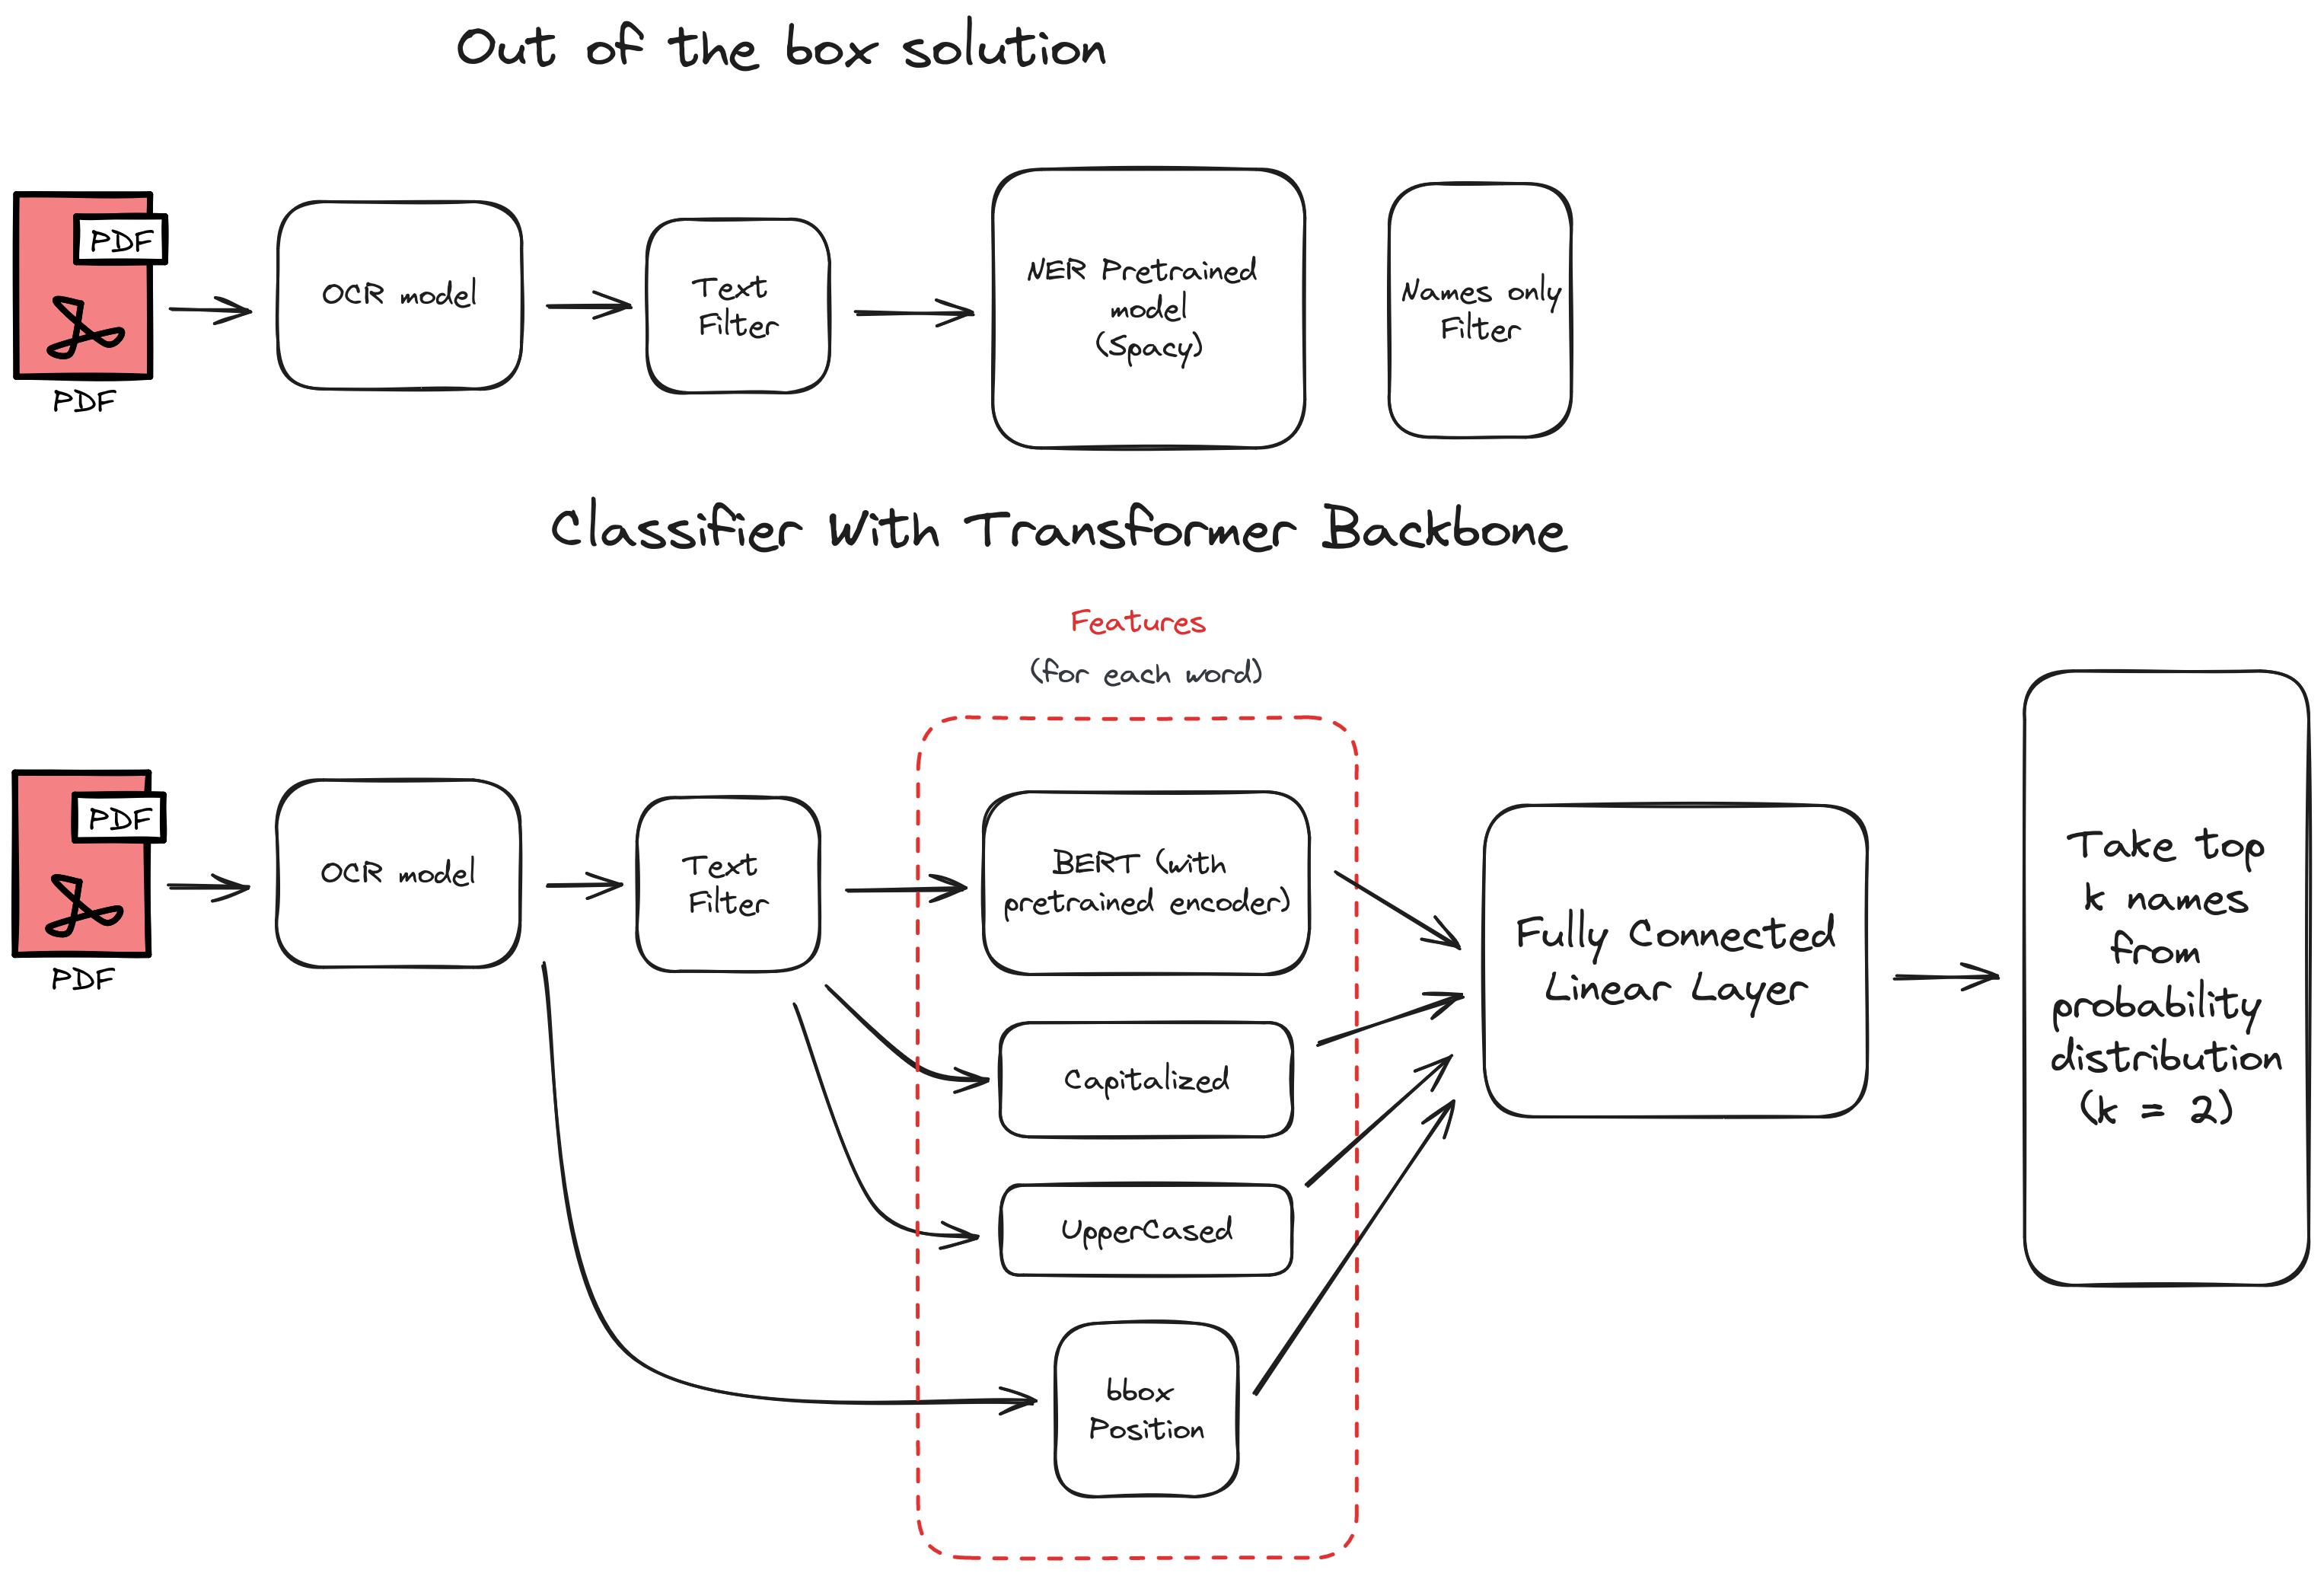 Out of the box solution
PDF
PDF
OCR model
Text
Filter
NER Pretrained
model
(Spacy)
Names only
Filter
Classifier With Transformer Backbone
Features
(for each word)
PDF
PDF
OCR model
Text
Filter
BERT (with
pretrained encoder)
Capitalized
UpperCased
bbox
Position
Fully Connected
Linear Layer
Take top
k names
from
probability
distribution
(k = 2)